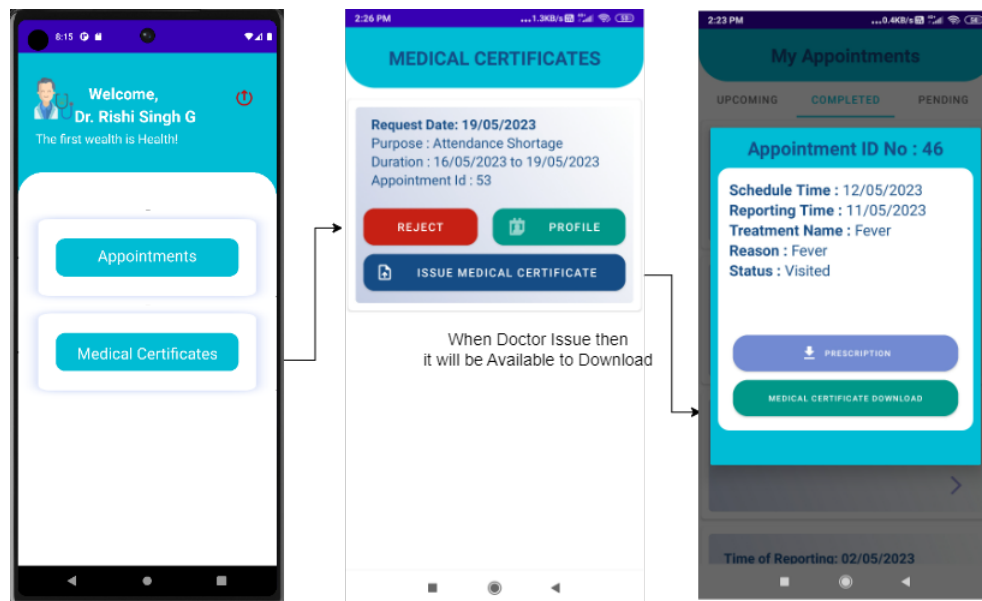 8:15
Welcome,
Dr. Rishi Singh G
The first wealth is Health!
Appointments
Medical Certificates
2:26 PM
...1.3KB/s
MEDICAL CERTIFICATES
Request Date: 19/05/2023
Purpose : Attendance Shortage
Duration : 16/05/2023 to 19/05/2023
Appointment Id : 53
REJECT
PROFILE
ISSUE MEDICAL CERTIFICATE
When Doctor Issue then
it will be Available to Download
2:23 PM
...0.4KB/s
My Appointments
UPCOMING COMPLETED PENDING
Appointment ID No : 46
Schedule Time : 12/05/2023
Reporting Time : 11/05/2023
Treatment Name : Fever
Reason : Fever
Status : Visited
PRESCRIPTION
MEDICAL CERTIFICATE DOWNLOAD
Time of Reporting: 02/05/2023